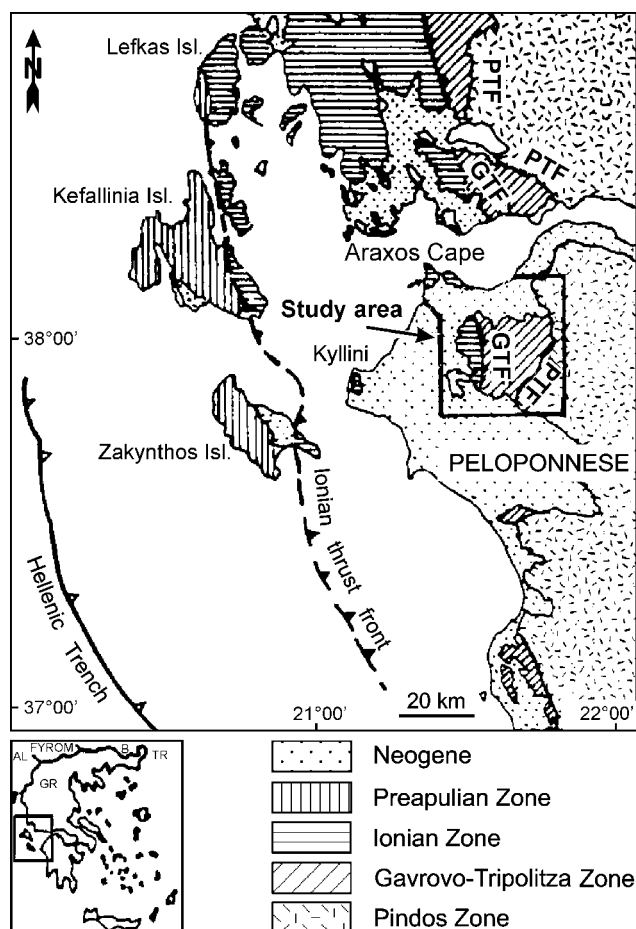 Lefkas Isl.
N
PTF
PTF
GTF
Kefallinia Isl.
Araxos Cape
Study area
38°00'
Kyllini
GTF
PTF
Zakynthos Isl.
PELOPONNESE
Ionian thrust front
Hellenic Trench
37°00'
20 km
21°00'
22°00'
AL
FYROM
B
TR
GR
Neogene
Preapulian Zone
Ionian Zone
Gavrovo-Tripolitza Zone
Pindos Zone